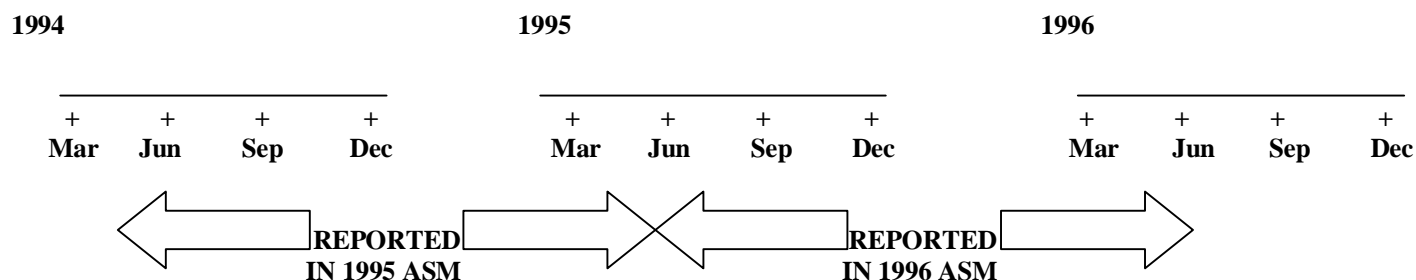 1994 1995 1996
+ + + + + + + + + + + +
Mar Jun Sep Dec Mar Jun Sep Dec Mar Jun Sep Dec
REPORTED REPORTED
IN 1995 ASM IN 1996 ASM